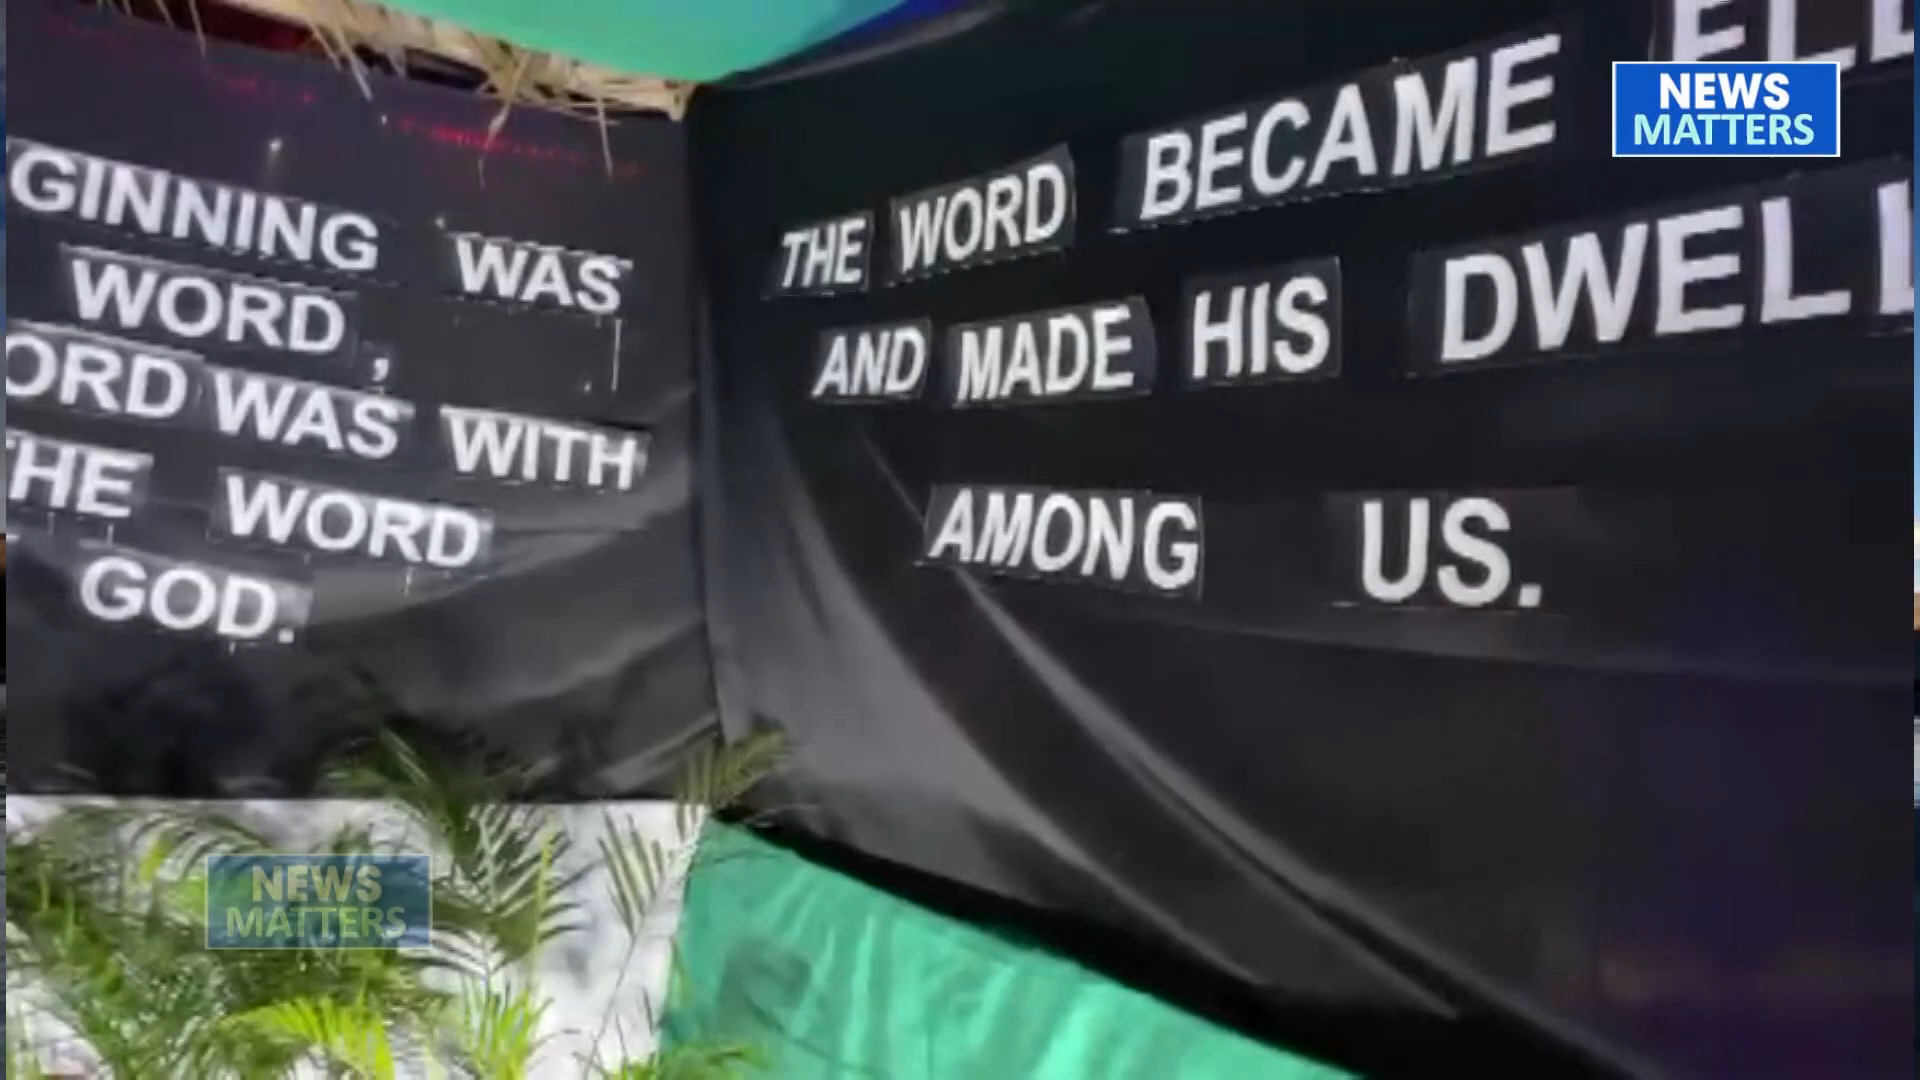 GINNING WAS
WORD,
ORD WAS WITH
HE WORD
GOD.
THE WORD BECAME
AND MADE HIS DWELL
AMONG US.
NEWS
MATTERS
NEWS
MATTERS